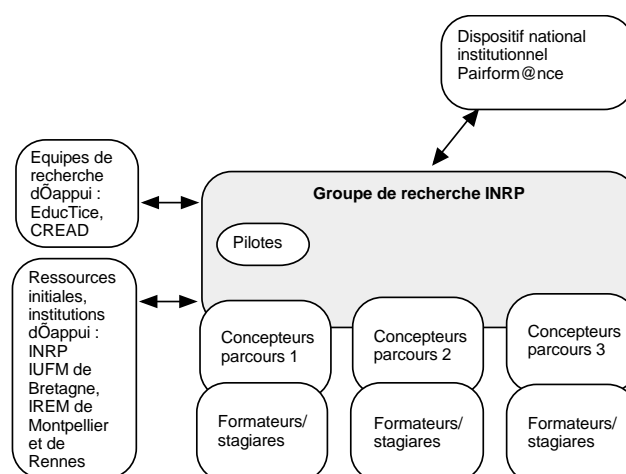 Dispositif national
institutionnel
Pairform@nce
Equipes de
recherche
dÕappui :
EducTice,
CREAD
Groupe de recherche INRP
Pilotes
Ressources
initiales,
institutions
dÕappui :
INRP
IUFM de
Bretagne,
IREM de
Montpellier
et de
Rennes
Concepteurs
parcours 1
Concepteurs
parcours 2
Concepteurs
parcours 3
Formateurs/
stagiares
Formateurs/
stagiares
Formateurs/
stagiares